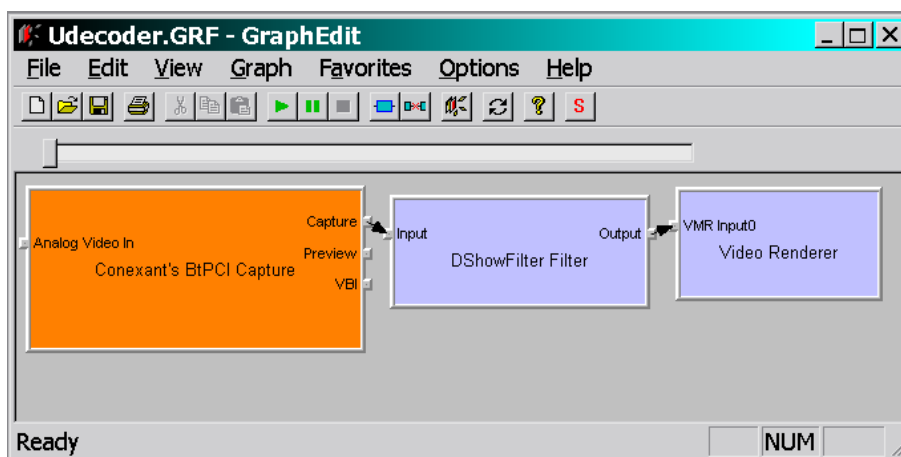 Udecoder.GRF - GraphEdit
File Edit View Graph Favorites Options Help
S
Analog Video In
Conexant's BtPCI Capture
Capture
Preview
VBI
Input
DShowFilter Filter
Output
VMR Input0
Video Renderer
Ready
NUM